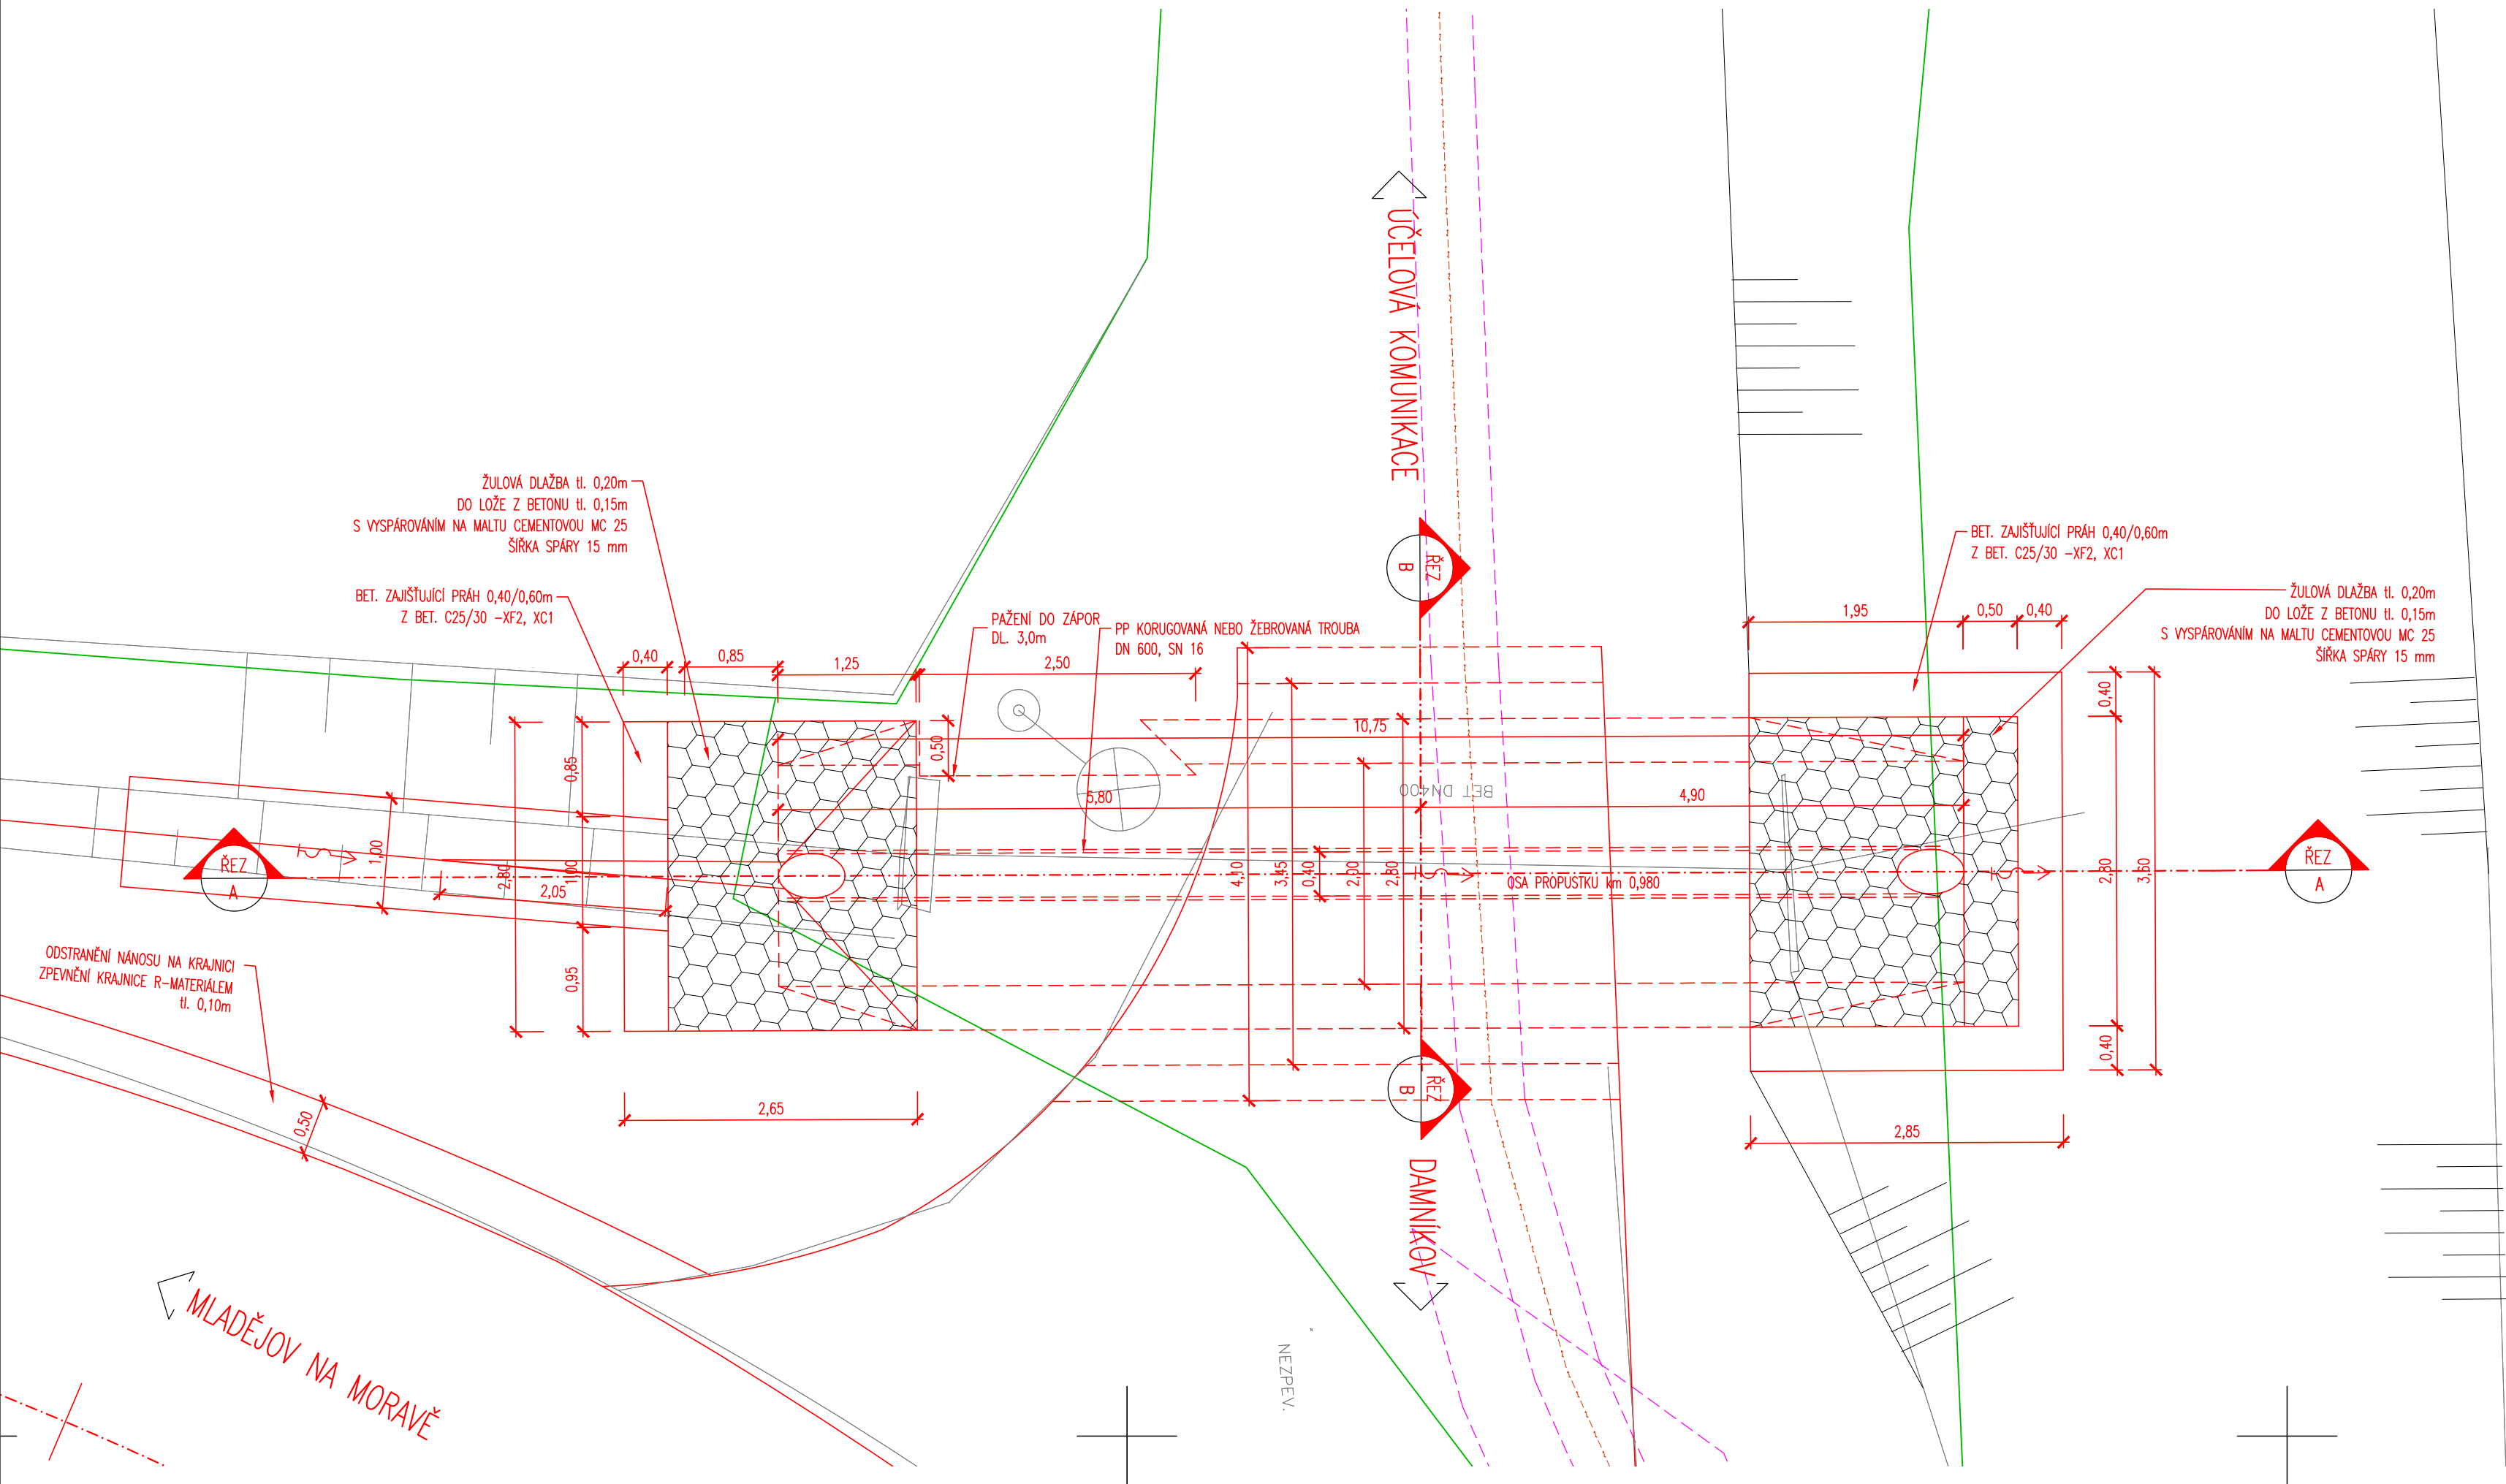 ÚČELOVÁ KOMUNIKACE
ŽULOVÁ DLAŽBA tl. 0,20m
DO LOŽE Z BETONU tl. 0,15m
S VYSPÁROVÁNÍM NA MALTU CEMENTOVOU MC 25
ŠÍŘKA SPÁRY 15 mm
BET. ZAJIŠŤUJÍCÍ PRÁH 0,40/0,60m
Z BET. C25/30 -XF2, XC1
PAŽENÍ DO ZÁPOR
DL. 3,0m
PP KORUGOVANÁ NEBO ŽEBROVANÁ TROUBA
DN 600, SN 16
ŘEZ
B
BET. ZAJIŠŤUJÍCÍ PRÁH 0,40/0,60m
Z BET. C25/30 -XF2, XC1
ŽULOVÁ DLAŽBA tl. 0,20m
DO LOŽE Z BETONU tl. 0,15m
S VYSPÁROVÁNÍM NA MALTU CEMENTOVOU MC 25
ŠÍŘKA SPÁRY 15 mm
0,40
0,85
1,25
2,50
1,95
0,50
0,40
0,50
10,75
5,80
BET DN400
4,90
0,40
2,80
3,60
0,40
0,85
1,00
2,80
1,00
2,05
0,95
4,10
3,45
0,40
2,00
2,80
OSA PROPUSTKU km 0,980
ŘEZ
A
ŘEZ
A
ODSTRANĚNÍ NÁNOSU NA KRAJNICI
ZPEVNĚNÍ KRAJNICE R-MATERIÁLEM
tl. 0,10m
0,50
2,65
2,85
ŘEZ
B
DAMNÍKOV
MLADĚJOV NA MORAVĚ
NEZPEV.